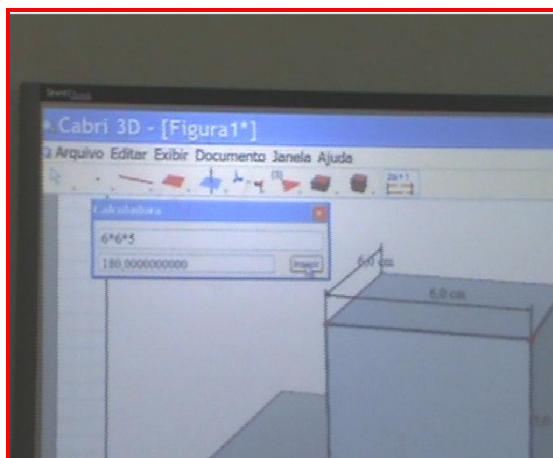 Cabri 3D - [Figura1*]
Arquivo Editar Exibir Documento Janela Ajuda
Calculadora
6*6*5
180,0000000000
Inserir
6,0 cm
6,0 cm